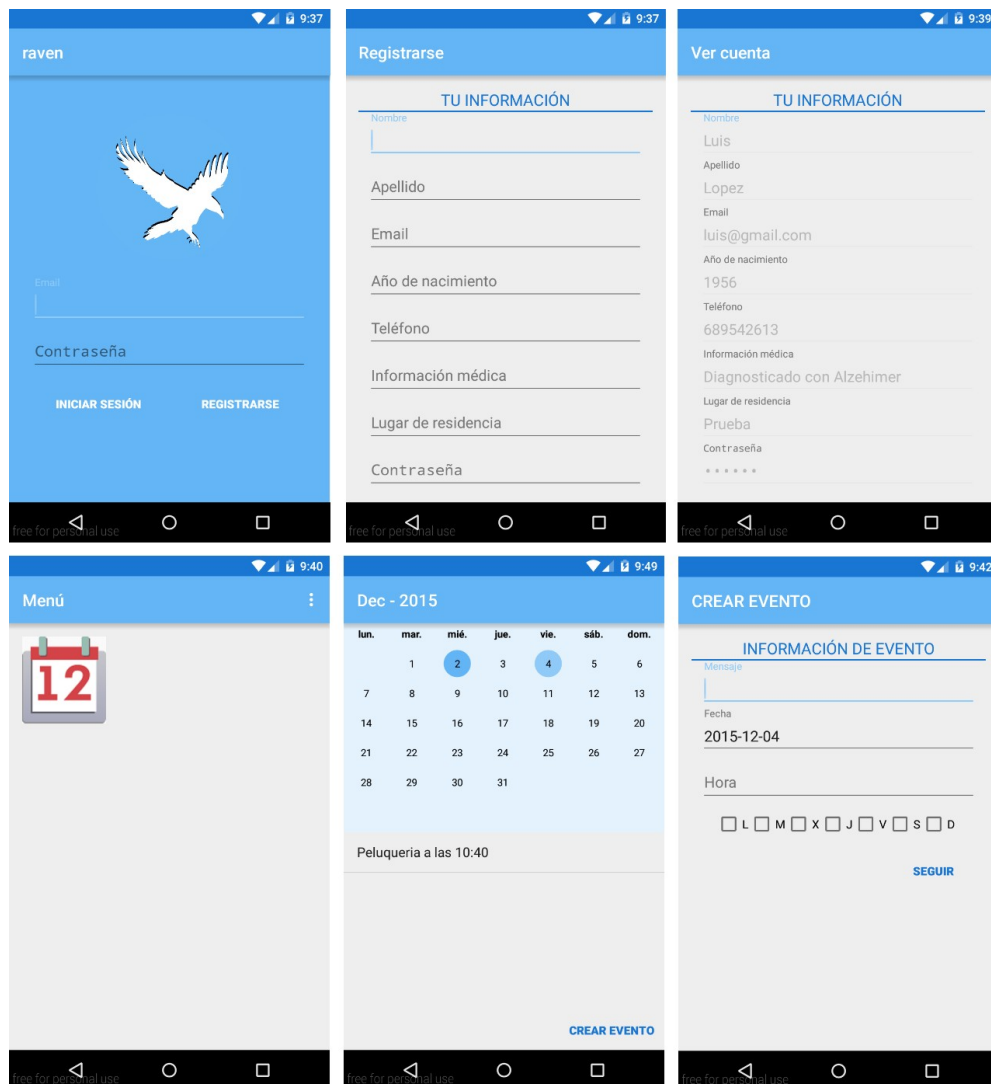 9:37
raven
Email
Contraseña
INICIAR SESIÓN REGISTRARSE
free for personal use
9:37
Registrarse
TU INFORMACIÓN
Nombre
Apellido
Email
Año de nacimiento
Teléfono
Información médica
Lugar de residencia
Contraseña
free for personal use
9:39
Ver cuenta
TU INFORMACIÓN
Nombre
Luis
Apellido
Lopez
Email
luis@gmail.com
Año de nacimiento
1956
Teléfono
689542613
Información médica
Diagnosticado con Alzehimer
Lugar de residencia
Prueba
Contraseña
••••••
free for personal use
9:40
Menú
12
free for personal use
9:49
Dec - 2015
lun. mar. mié. jue. vie. sáb. dom.
1 2 3 4 5 6
7 8 9 10 11 12 13
14 15 16 17 18 19 20
21 22 23 24 25 26 27
28 29 30 31
Peluqueria a las 10:40
CREAR EVENTO
free for personal use
9:42
CREAR EVENTO
INFORMACIÓN DE EVENTO
Mensaje
Fecha
2015-12-04
Hora
L M X J V S D
SEGUIR
free for personal use